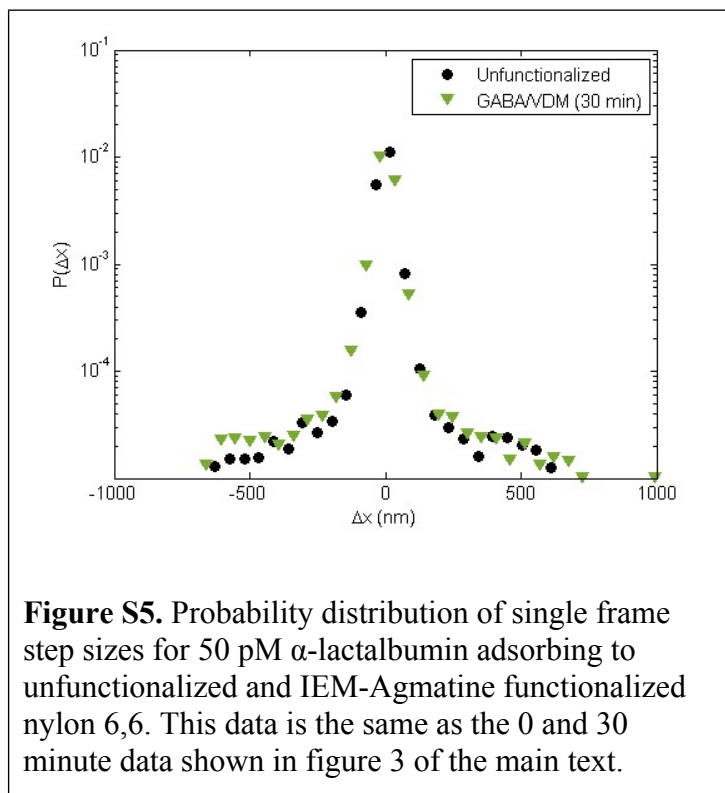 10^-1
Unfunctionalized
GABA/VDM (30 min)
10^-2
P(Δx)
10^-3
10^-4
-1000 -500 0 500 1000
Δx (nm)
Figure S5. Probability distribution of single frame
step sizes for 50 pM α-lactalbumin adsorbing to
unfunctionalized and IEM-Agmatine functionalized
nylon 6,6. This data is the same as the 0 and 30
minute data shown in figure 3 of the main text.